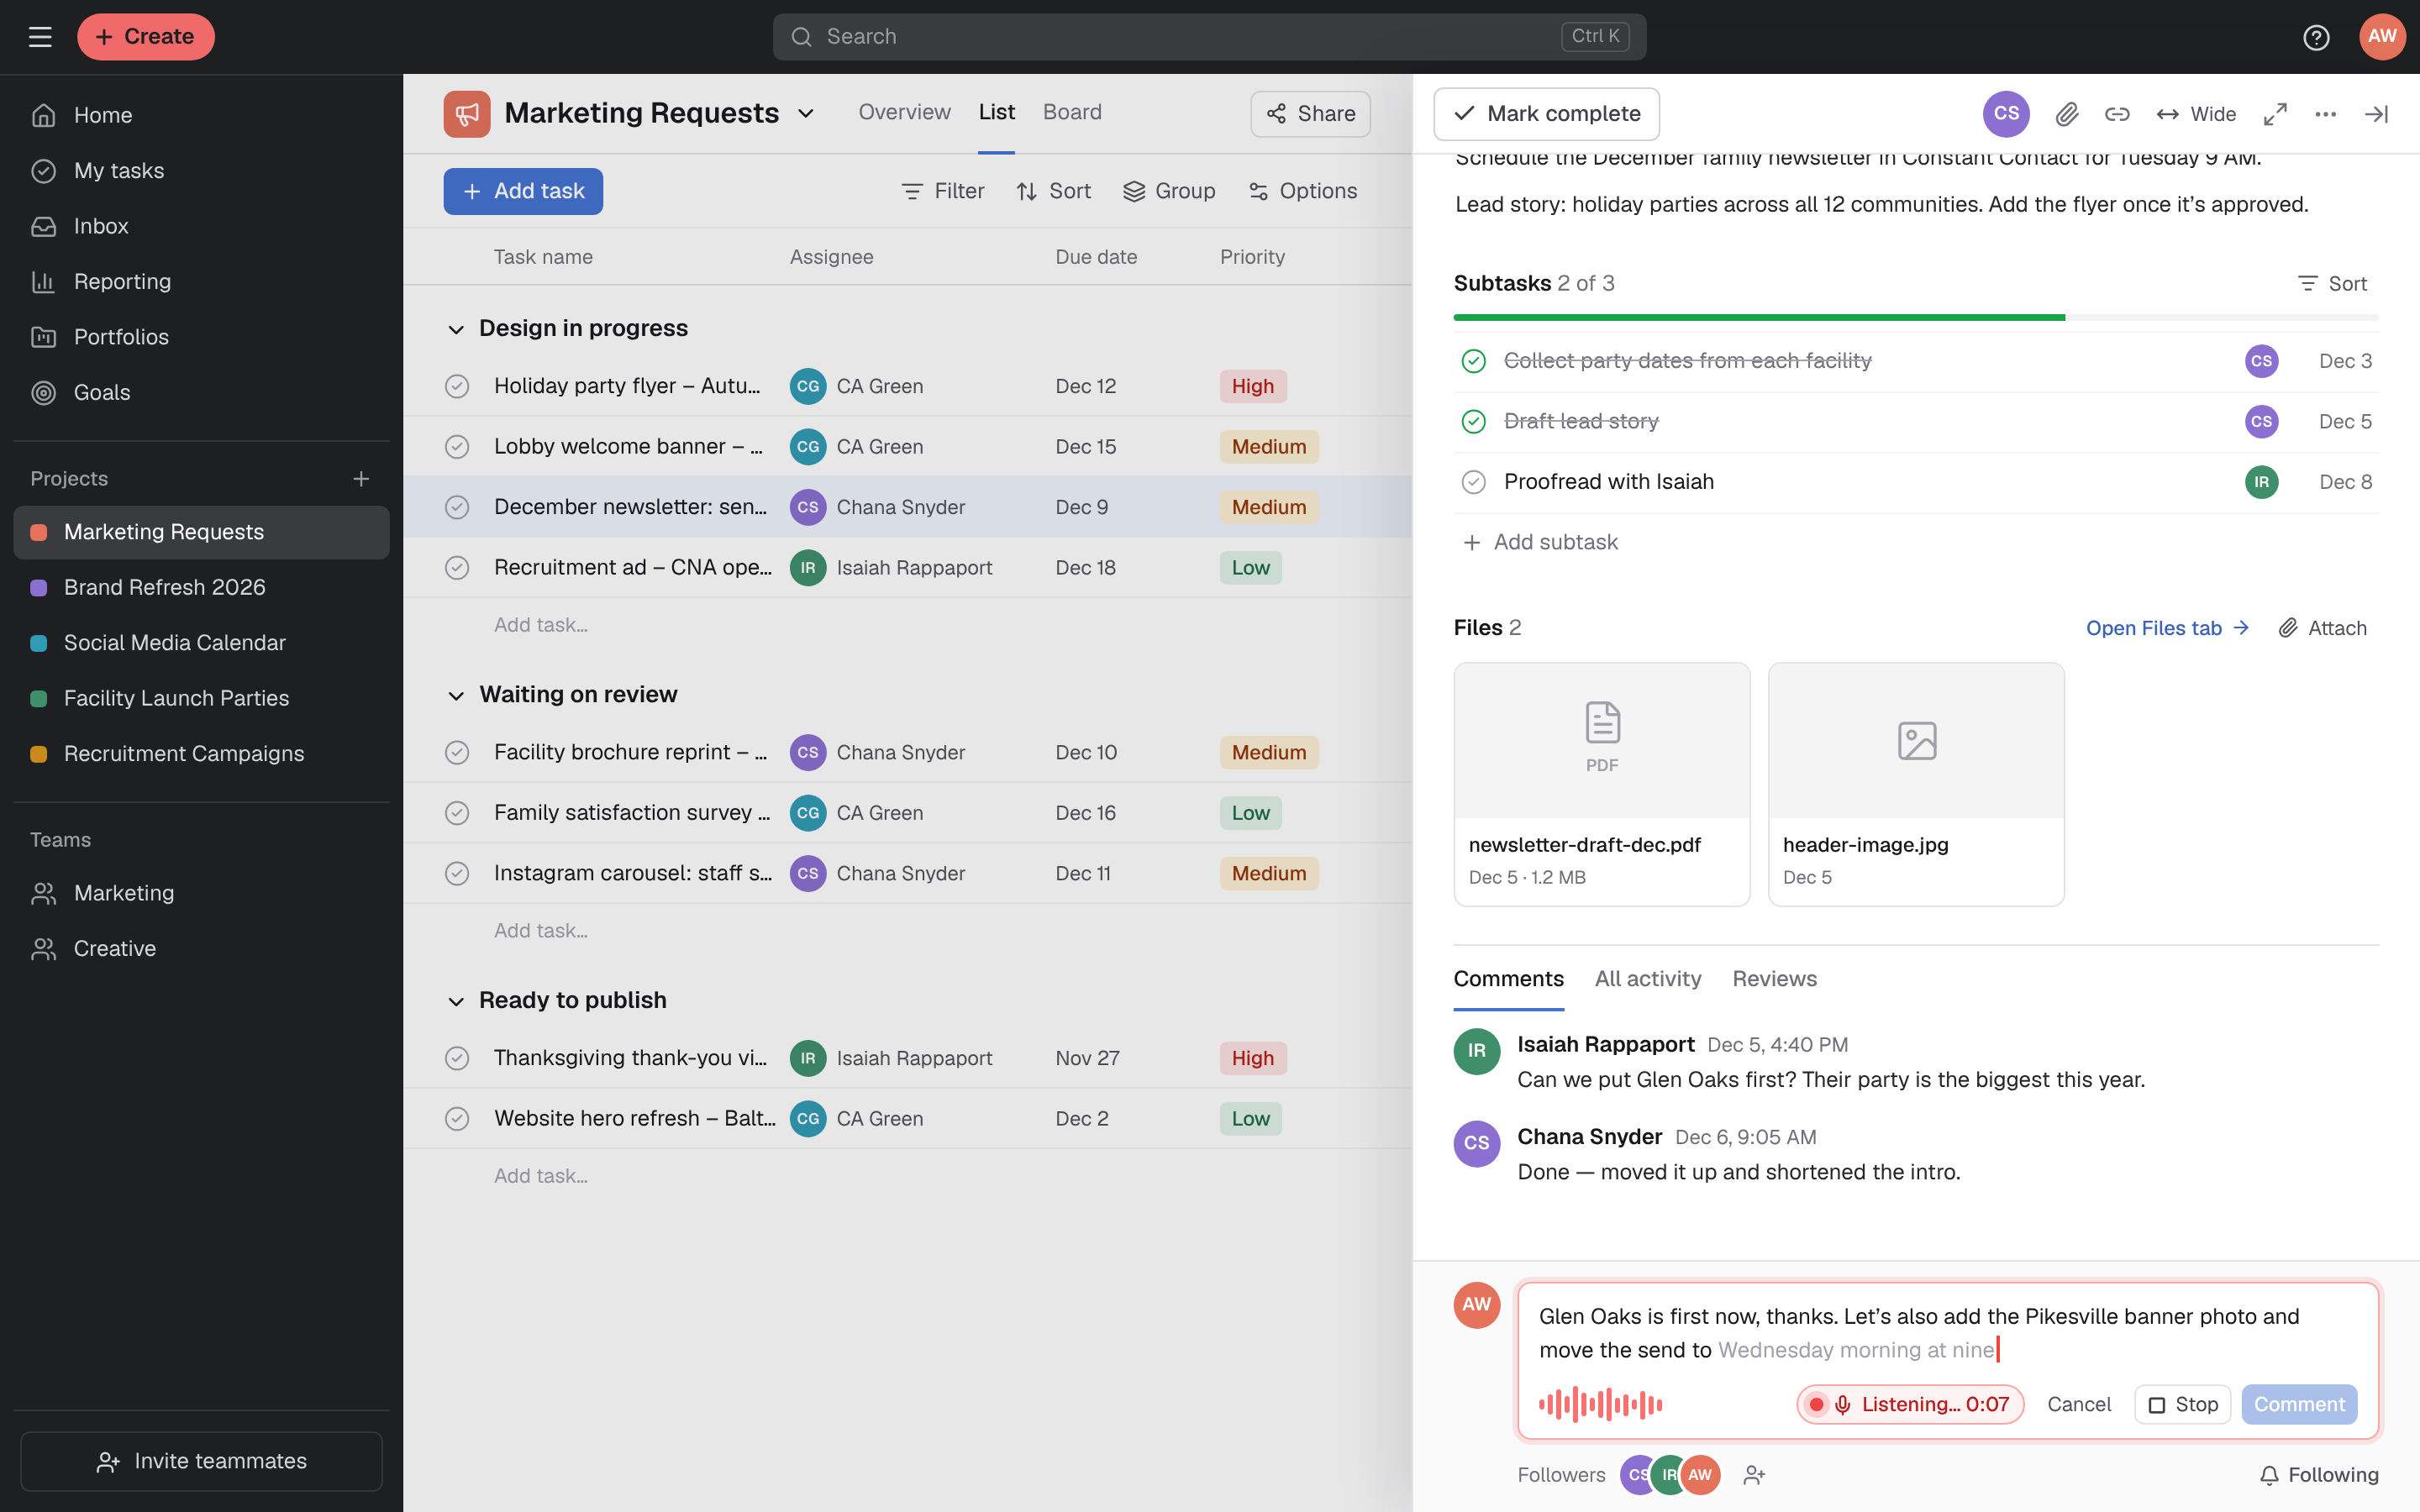 Create
Search
Ctrl K
AW
Home
My tasks
Inbox
Reporting
Portfolios
Goals
Projects
Marketing Requests
Brand Refresh 2026
Social Media Calendar
Facility Launch Parties
Recruitment Campaigns
Teams
Marketing
Creative
Invite teammates
Marketing Requests
Overview
List
Board
Share
Add task
Filter
Sort
Group
Options
Task name Assignee Due date Priority
Design in progress
Holiday party flyer – Autu... CG CA Green Dec 12 High
Lobby welcome banner – ... CG CA Green Dec 15 Medium
December newsletter: sen... CS Chana Snyder Dec 9 Medium
Recruitment ad – CNA ope... IR Isaiah Rappaport Dec 18 Low
Add task...
Waiting on review
Facility brochure reprint – ... CS Chana Snyder Dec 10 Medium
Family satisfaction survey ... CG CA Green Dec 16 Low
Instagram carousel: staff s... CS Chana Snyder Dec 11 Medium
Add task...
Ready to publish
Thanksgiving thank-you vi... IR Isaiah Rappaport Nov 27 High
Website hero refresh – Balt... CG CA Green Dec 2 Low
Add task...
Mark complete
CS
Wide
Schedule the December family newsletter in Constant Contact for Tuesday 9 AM.
Lead story: holiday parties across all 12 communities. Add the flyer once it’s approved.
Subtasks 2 of 3
Sort
Collect party dates from each facility CS Dec 3
Draft lead story CS Dec 5
Proofread with Isaiah IR Dec 8
Add subtask
Files 2
Open Files tab
Attach
PDF
newsletter-draft-dec.pdf
Dec 5 · 1.2 MB
header-image.jpg
Dec 5
Comments
All activity
Reviews
IR
Isaiah Rappaport Dec 5, 4:40 PM
Can we put Glen Oaks first? Their party is the biggest this year.
CS
Chana Snyder Dec 6, 9:05 AM
Done — moved it up and shortened the intro.
AW
Glen Oaks is first now, thanks. Let’s also add the Pikesville banner photo and
move the send to Wednesday morning at nine
Listening... 0:07
Cancel
Stop
Comment
Followers CS IR AW
Following